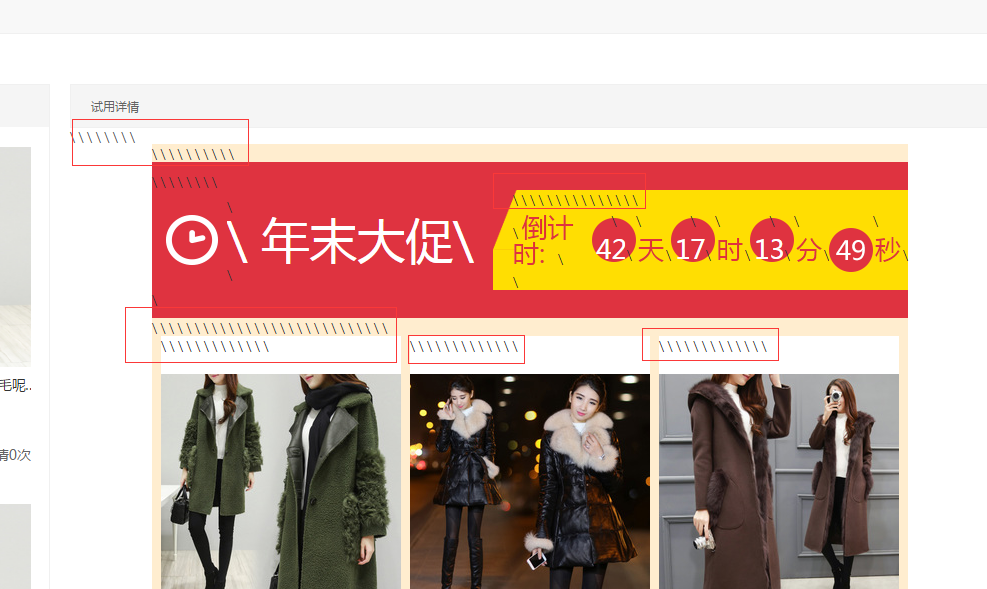 试用详情
\ \ \ \ \ \ \ \
\ \ \ \ \ \ \ \ \ \
\ \ \ \ \ \ \ \
\
\ 年末大促\
\
\
\ \ \ \ \ \ \ \ \ \ \ \ \ \ \
\ 倒计时: \
42\ 天\ 17\ 时\ 13\ 分\ 49 秒\
\
\ \ \ \ \ \ \ \ \ \ \ \ \ \ \ \ \ \ \ \ \ \ \ \ \ \ \ \
\ \ \ \ \ \ \ \ \ \ \ \ \
\ \ \ \ \ \ \ \ \ \ \ \ \
\ \ \ \ \ \ \ \ \ \ \ \ \
毛呢..
情0次